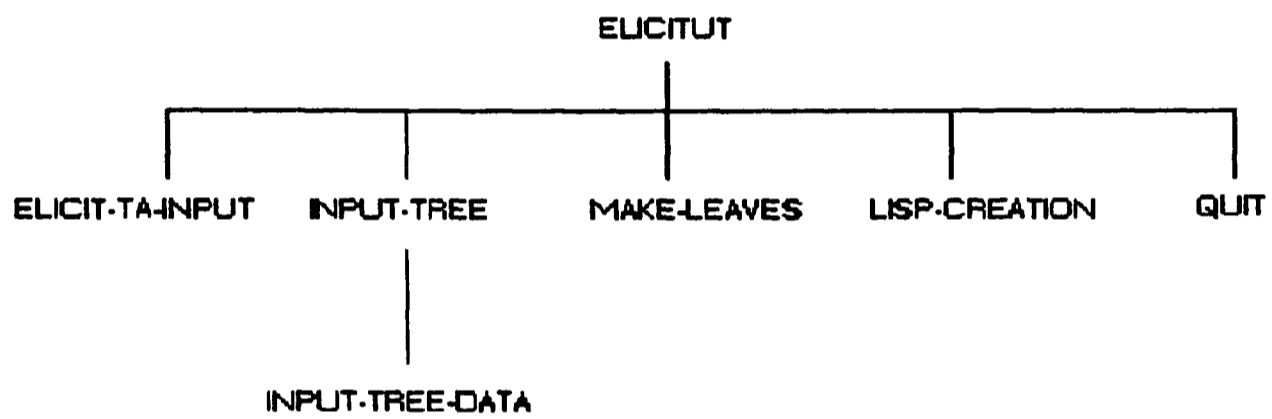 ELICITUT
ELICIT-TA-INPUT INPUT-TREE MAKE-LEAVES LISP-CREATION QUIT
INPUT-TREE-DATA